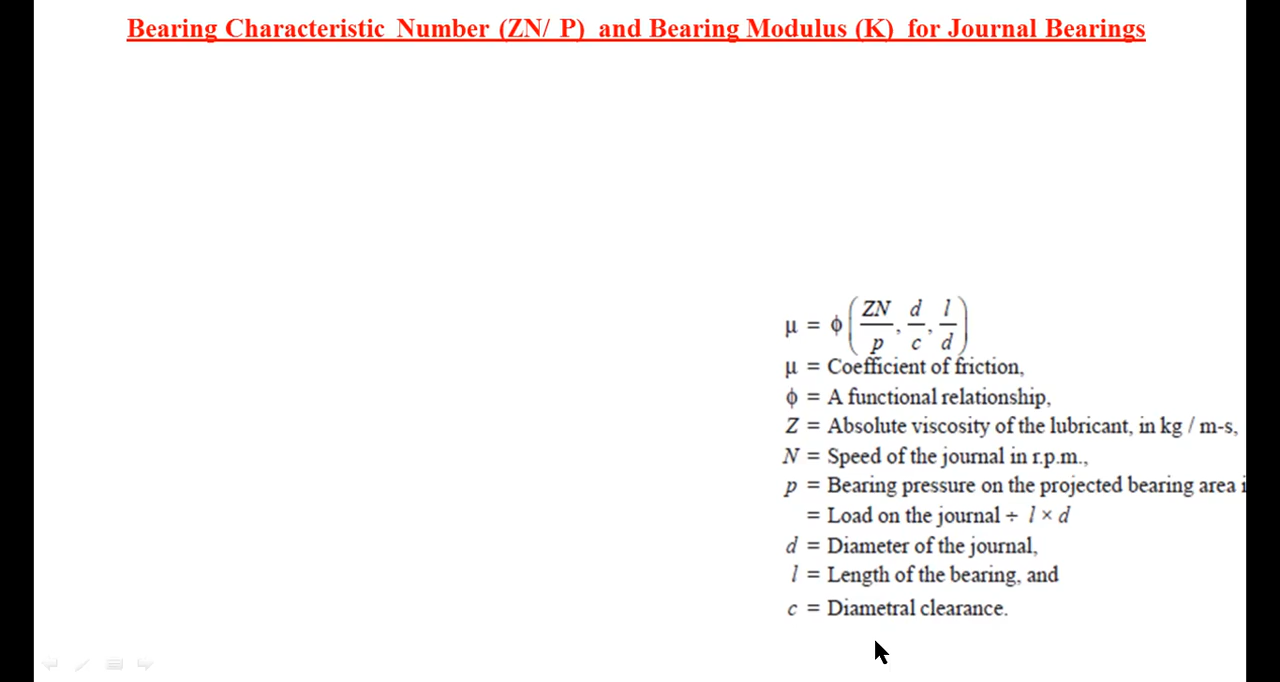 Bearing Characteristic Number (ZN/ P) and Bearing Modulus (K) for Journal Bearings
μ = ϕ(ZN/p, d/c, l/d)
μ = Coefficient of friction,
ϕ = A functional relationship,
Z = Absolute viscosity of the lubricant, in kg / m-s,
N = Speed of the journal in r.p.m.,
p = Bearing pressure on the projected bearing area
= Load on the journal ÷ l × d
d = Diameter of the journal,
l = Length of the bearing, and
c = Diametral clearance.